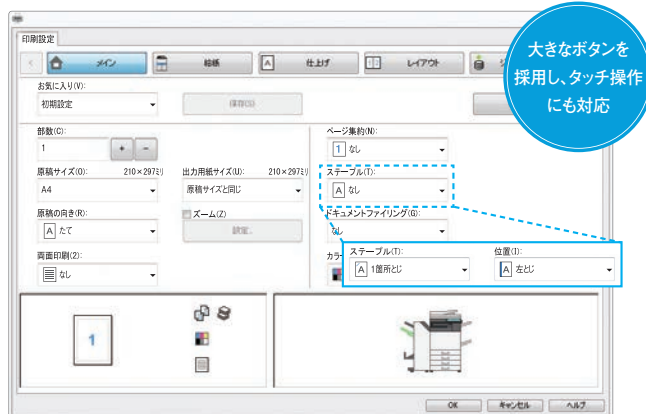 印刷設定
メイン
給紙
仕上げ
1 2
レイアウト
大きなボタンを
採用し、タッチ操作
にも対応
お気に入り(V):
初期設定
保存(S)
部数(C):
1
+ -
ページ集約(N):
1 なし
原稿サイズ(O): 210×297ミリ
A4
出力用紙サイズ(U): 210×297ミリ
原稿サイズと同じ
ステープル(T):
A なし
原稿の向き(R):
A たて
ズーム(Z)
設定...
ドキュメントファイリング(G):
なし
両面印刷(2):
なし
カラー
ステープル(T):
A 1箇所とじ
位置(I):
A 左とじ
1
OK
キャンセル
ヘルプ